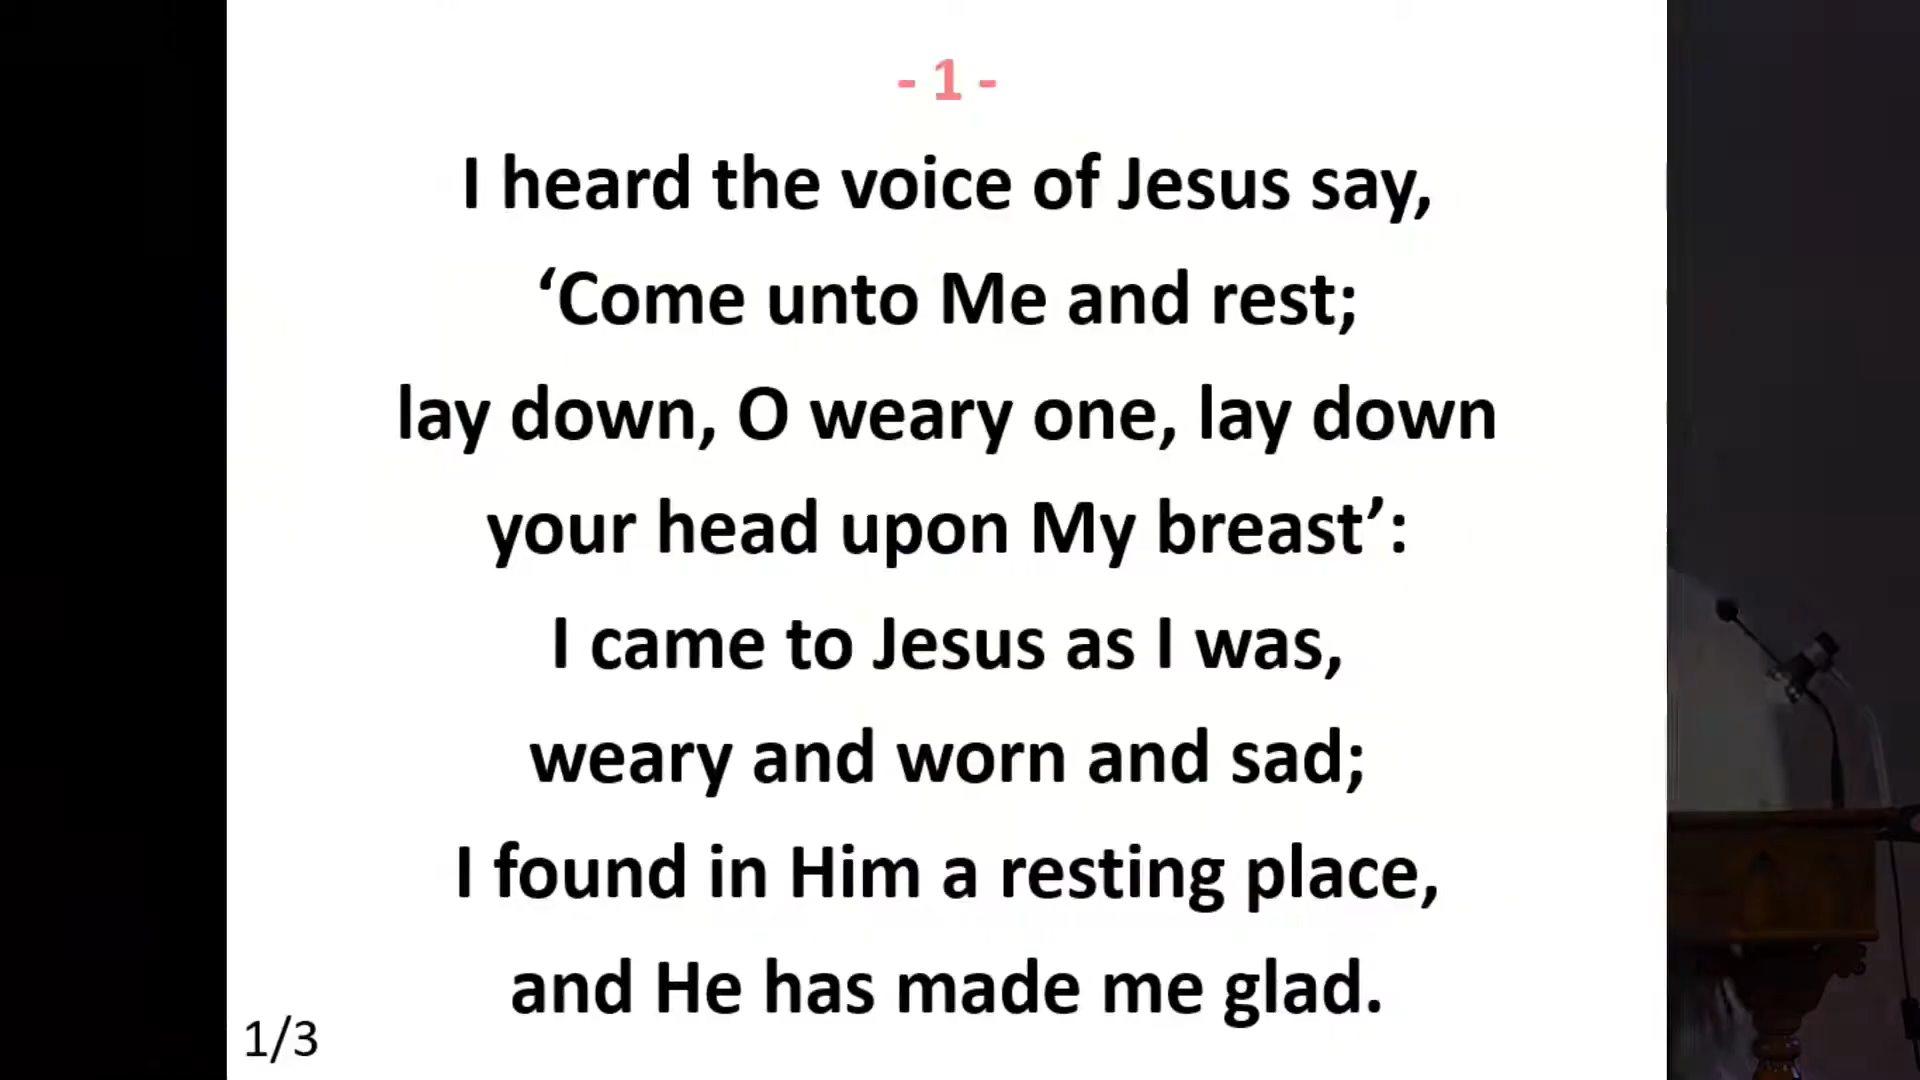 - 1 -
I heard the voice of Jesus say,
‘Come unto Me and rest;
lay down, O weary one, lay down
your head upon My breast’:
I came to Jesus as I was,
weary and worn and sad;
I found in Him a resting place,
and He has made me glad.
1/3